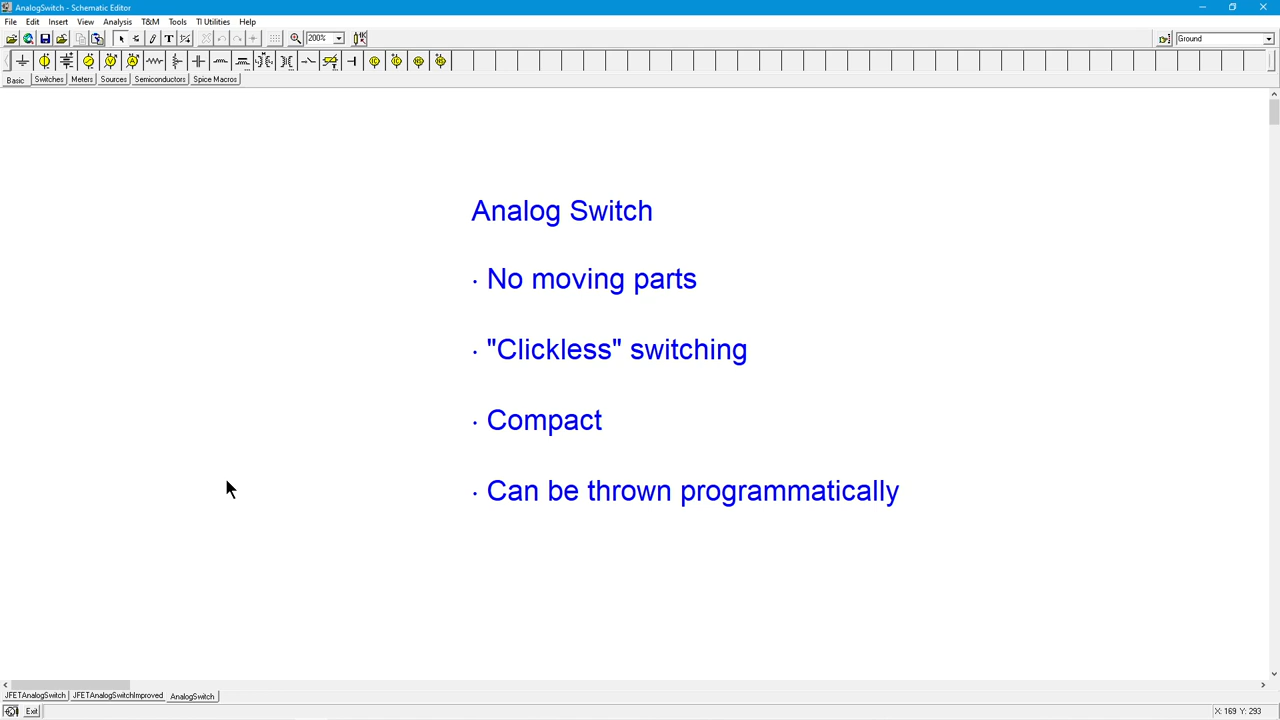 AnalogSwitch - Schematic Editor
File Edit Insert View Analysis T&M Tools TI Utilities Help
200% Ground
Basic Switches Meters Sources Semiconductors Spice Macros
Analog Switch
· No moving parts
· "Clickless" switching
· Compact
· Can be thrown programmatically
JFETAnalogSwitch JFETAnalogSwitchImproved AnalogSwitch
Exit X: 169 Y: 293